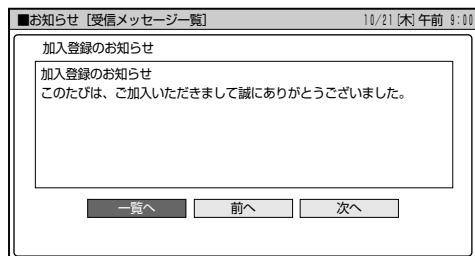 ■お知らせ [受信メッセージ一覧] 10/21[木]午前 9:00
加入登録のお知らせ
加入登録のお知らせ
このたびは、ご加入いただきまして誠にありがとうございました。
一覧へ 前へ 次へ